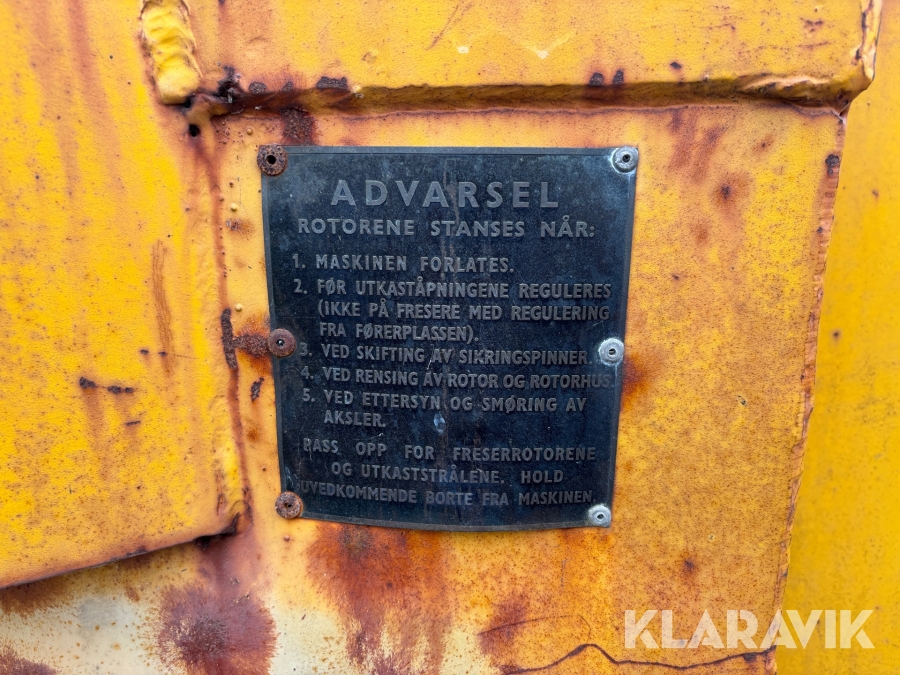 ADVARSEL
ROTORENE STANSES NÅR:
1. MASKINEN FORLATES.
2. FØR UTKASTÅPNINGENE REGULERES
(IKKE PÅ FRESERE MED REGULERING
FRA FØRERPLASSEN).
3. VED SKIFTING AV SIKRINGSPINNER.
4. VED RENSING AV ROTOR OG ROTORHUS.
5. VED ETTERSYN OG SMØRING AV
AKSLER.
PASS OPP FOR FRESERROTORENE
OG UTKASTSTRÅLENE. HOLD
UVEDKOMMENDE BORTE FRA MASKINEN.
KLARAVIK